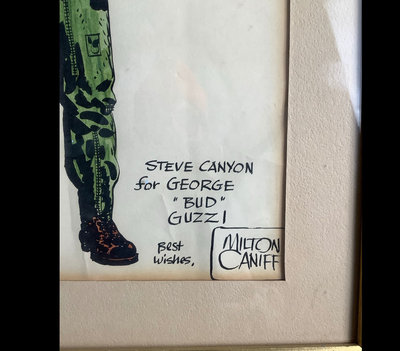 STEVE CANYON
for GEORGE
"BUD"
GUZZI
Best
wishes,
MILTON
CANIFF